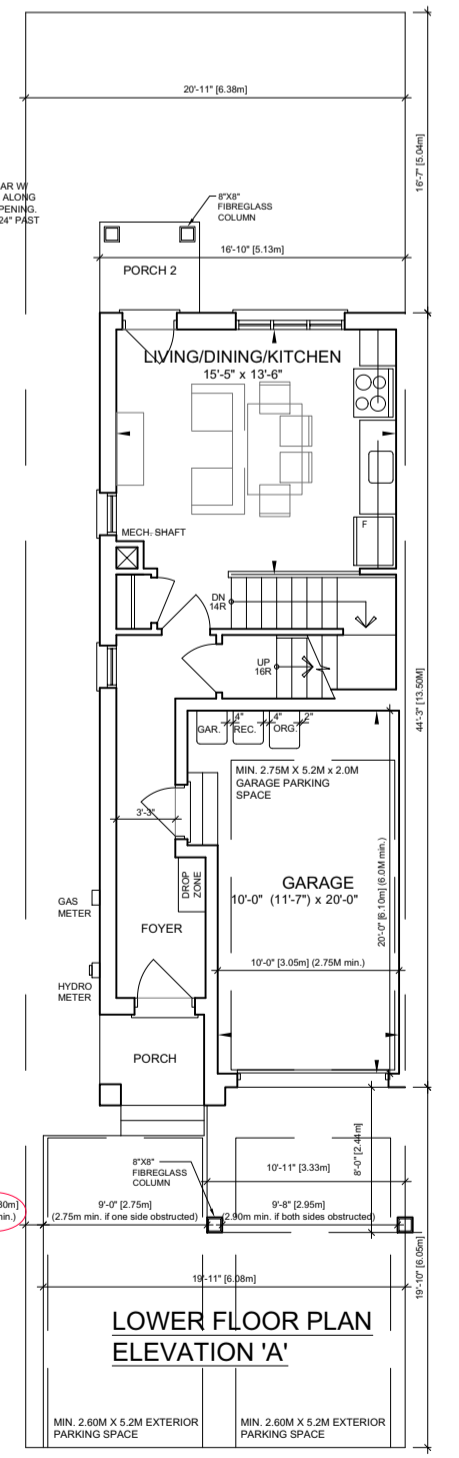 20'-11" [6.38m]
16'-7" [5.04m]
AR W/
ALONG
PENING.
24" PAST
8"X8"
FIBREGLASS
COLUMN
16'-10" [5.13m]
PORCH 2
LIVING/DINING/KITCHEN
15'-5" x 13'-6"
MECH. SHAFT
F
DN
14R
UP
16R
44'-3" [13.50M]
4" 4" 2"
GAR. REC. ORG.
MIN. 2.75M X 5.2M x 2.0M
GARAGE PARKING
SPACE
3'-3"
DROP
ZONE
GARAGE
10'-0" (11'-7") x 20'-0"
20'-0" [6.10m] (6.0M min.)
GAS
METER
FOYER
10'-0" [3.05m] (2.75M min.)
HYDRO
METER
PORCH
8'-0" [2.44m]
8"X8"
FIBREGLASS
COLUMN
10'-11" [3.33m]
80m]
min.)
9'-0" [2.75m]
(2.75m min. if one side obstructed)
9'-8" [2.95m]
(2.90m min. if both sides obstructed)
19'-10" [6.05m]
19'-11" [6.08m]
LOWER FLOOR PLAN
ELEVATION 'A'
MIN. 2.60M X 5.2M EXTERIOR
PARKING SPACE
MIN. 2.60M X 5.2M EXTERIOR
PARKING SPACE